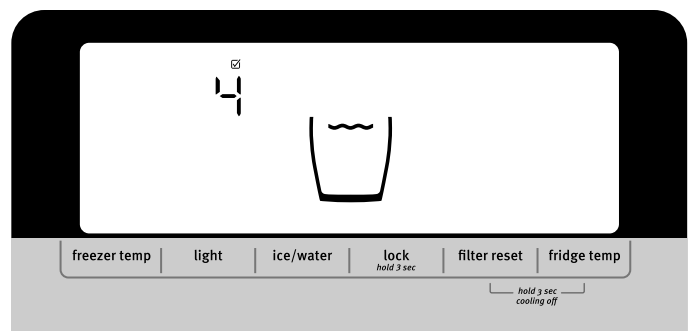 4
freezer temp light ice/water lock filter reset fridge temp
hold 3 sec
hold 3 sec
cooling off